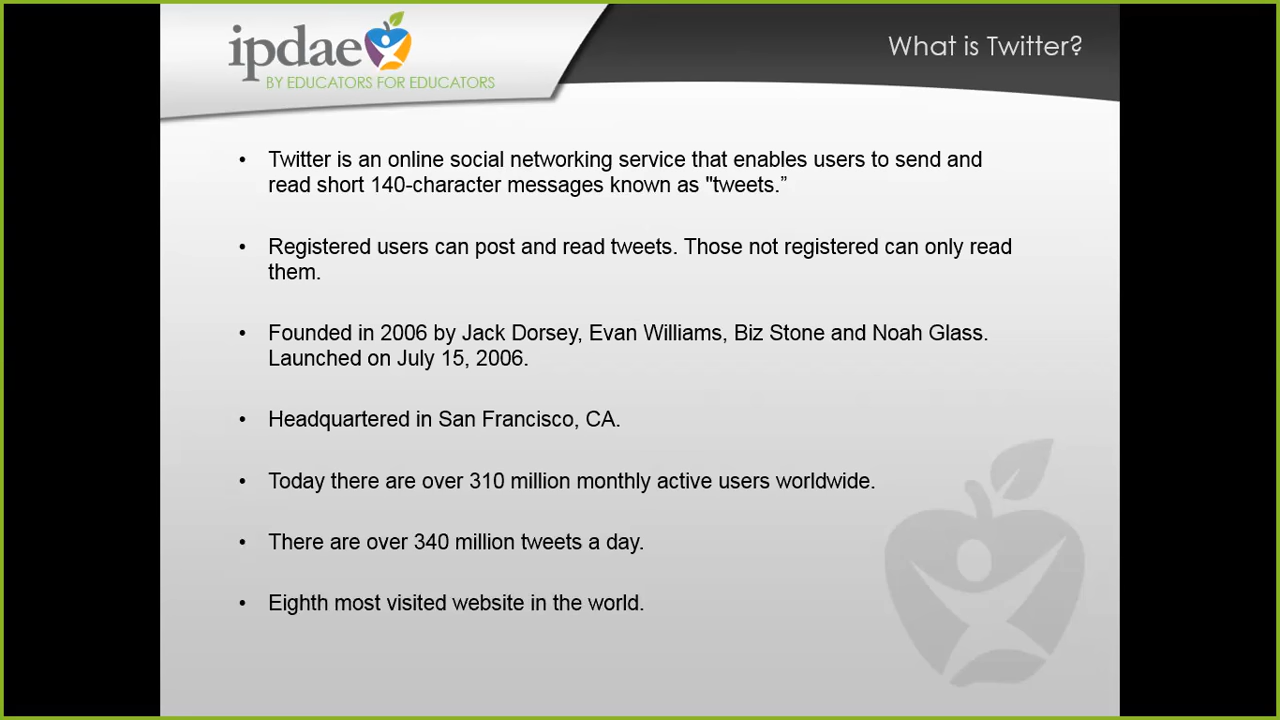 ipdae
BY EDUCATORS FOR EDUCATORS
What is Twitter?
• Twitter is an online social networking service that enables users to send and
read short 140-character messages known as "tweets.”
• Registered users can post and read tweets. Those not registered can only read
them.
• Founded in 2006 by Jack Dorsey, Evan Williams, Biz Stone and Noah Glass.
Launched on July 15, 2006.
• Headquartered in San Francisco, CA.
• Today there are over 310 million monthly active users worldwide.
• There are over 340 million tweets a day.
• Eighth most visited website in the world.